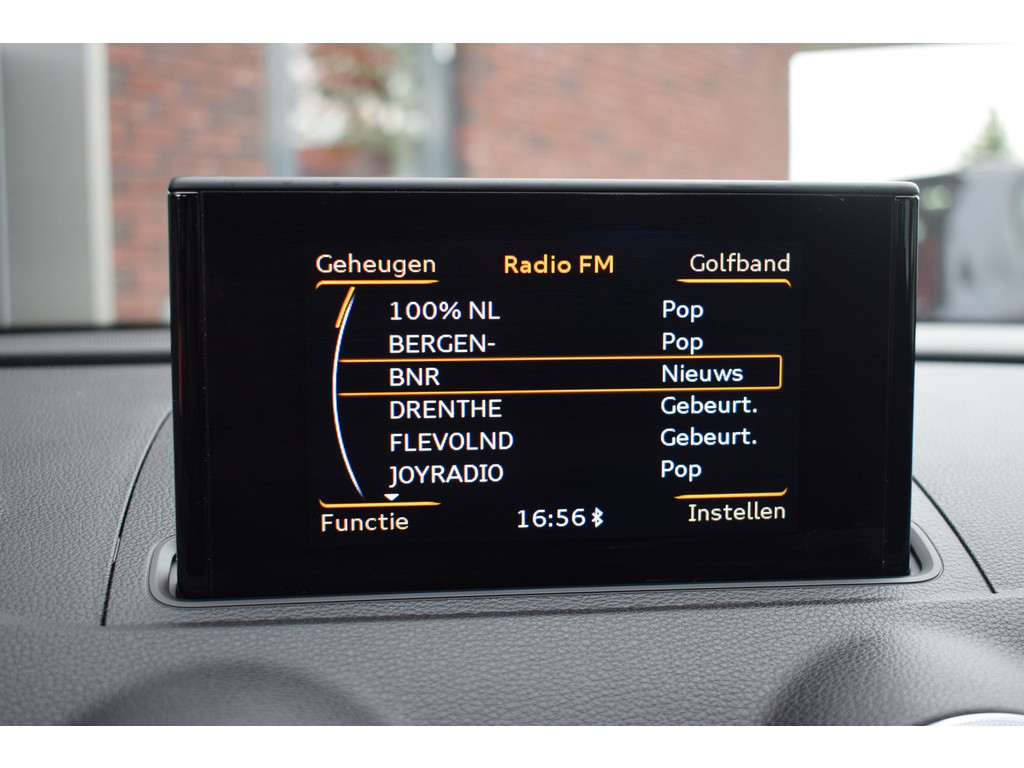 Geheugen Radio FM Golfband
100% NL Pop
BERGEN- Pop
BNR Nieuws
DRENTHE Gebeurt.
FLEVOLND Gebeurt.
JOYRADIO Pop
Functie 16:56 Instellen